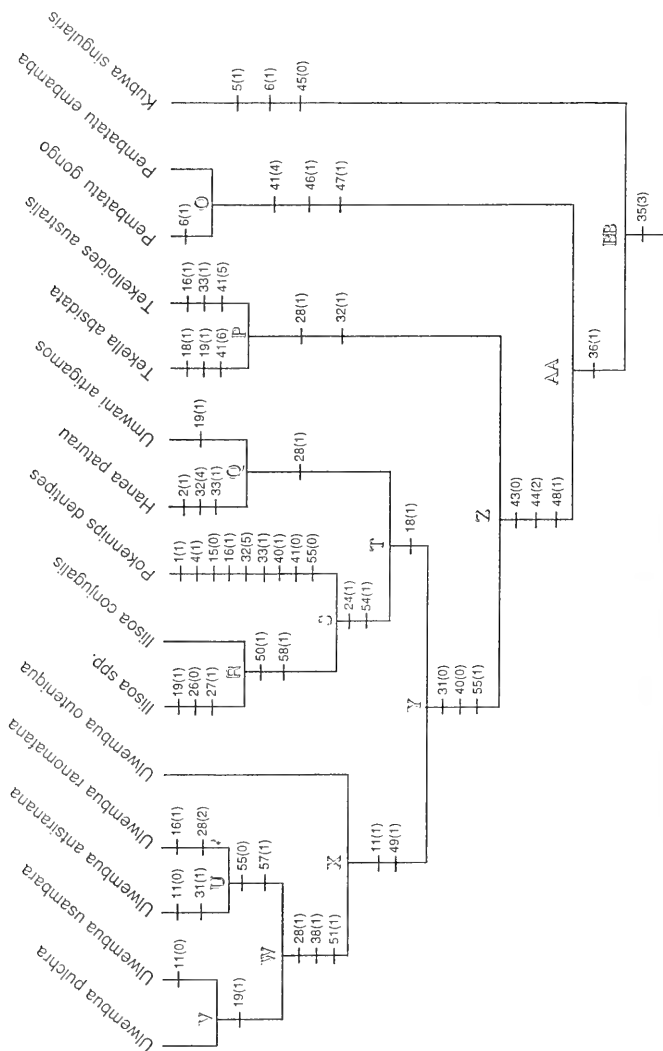 Ulwembua pulchra
Ulwembua usambara
Ulwembua antsiranana
Ulwembua ranomafana
Ulwembua outeniqua
Ilisoa spp.
Ilisoa conjugalis
Pokennips dentipes
Hanea paturau
Umwani artigamos
Tekella absidata
Tekelloides australis
Pembatatu gongo
Pembatatu embamba
Kubwa singularis
11(0)
V
19(1)
11(0)
31(1)
16(1)
28(2)
U
55(0)
57(1)
W
28(1)
38(1)
51(1)
X
11(1)
49(1)
19(1)
26(0)
27(1)
R
50(1)
58(1)
1(1)
4(1)
15(0)
16(1)
32(5)
33(1)
40(1)
41(0)
55(0)
24(1)
54(1)
2(1)
32(4)
33(1)
19(1)
Q
28(1)
T
18(1)
Y
31(0)
40(0)
55(1)
18(1)
19(1)
41(6)
16(1)
33(1)
41(5)
P
28(1)
32(1)
Z
43(0)
44(2)
48(1)
6(1)
O
41(4)
46(1)
47(1)
AA
36(1)
5(1)
6(1)
45(0)
BB
35(3)